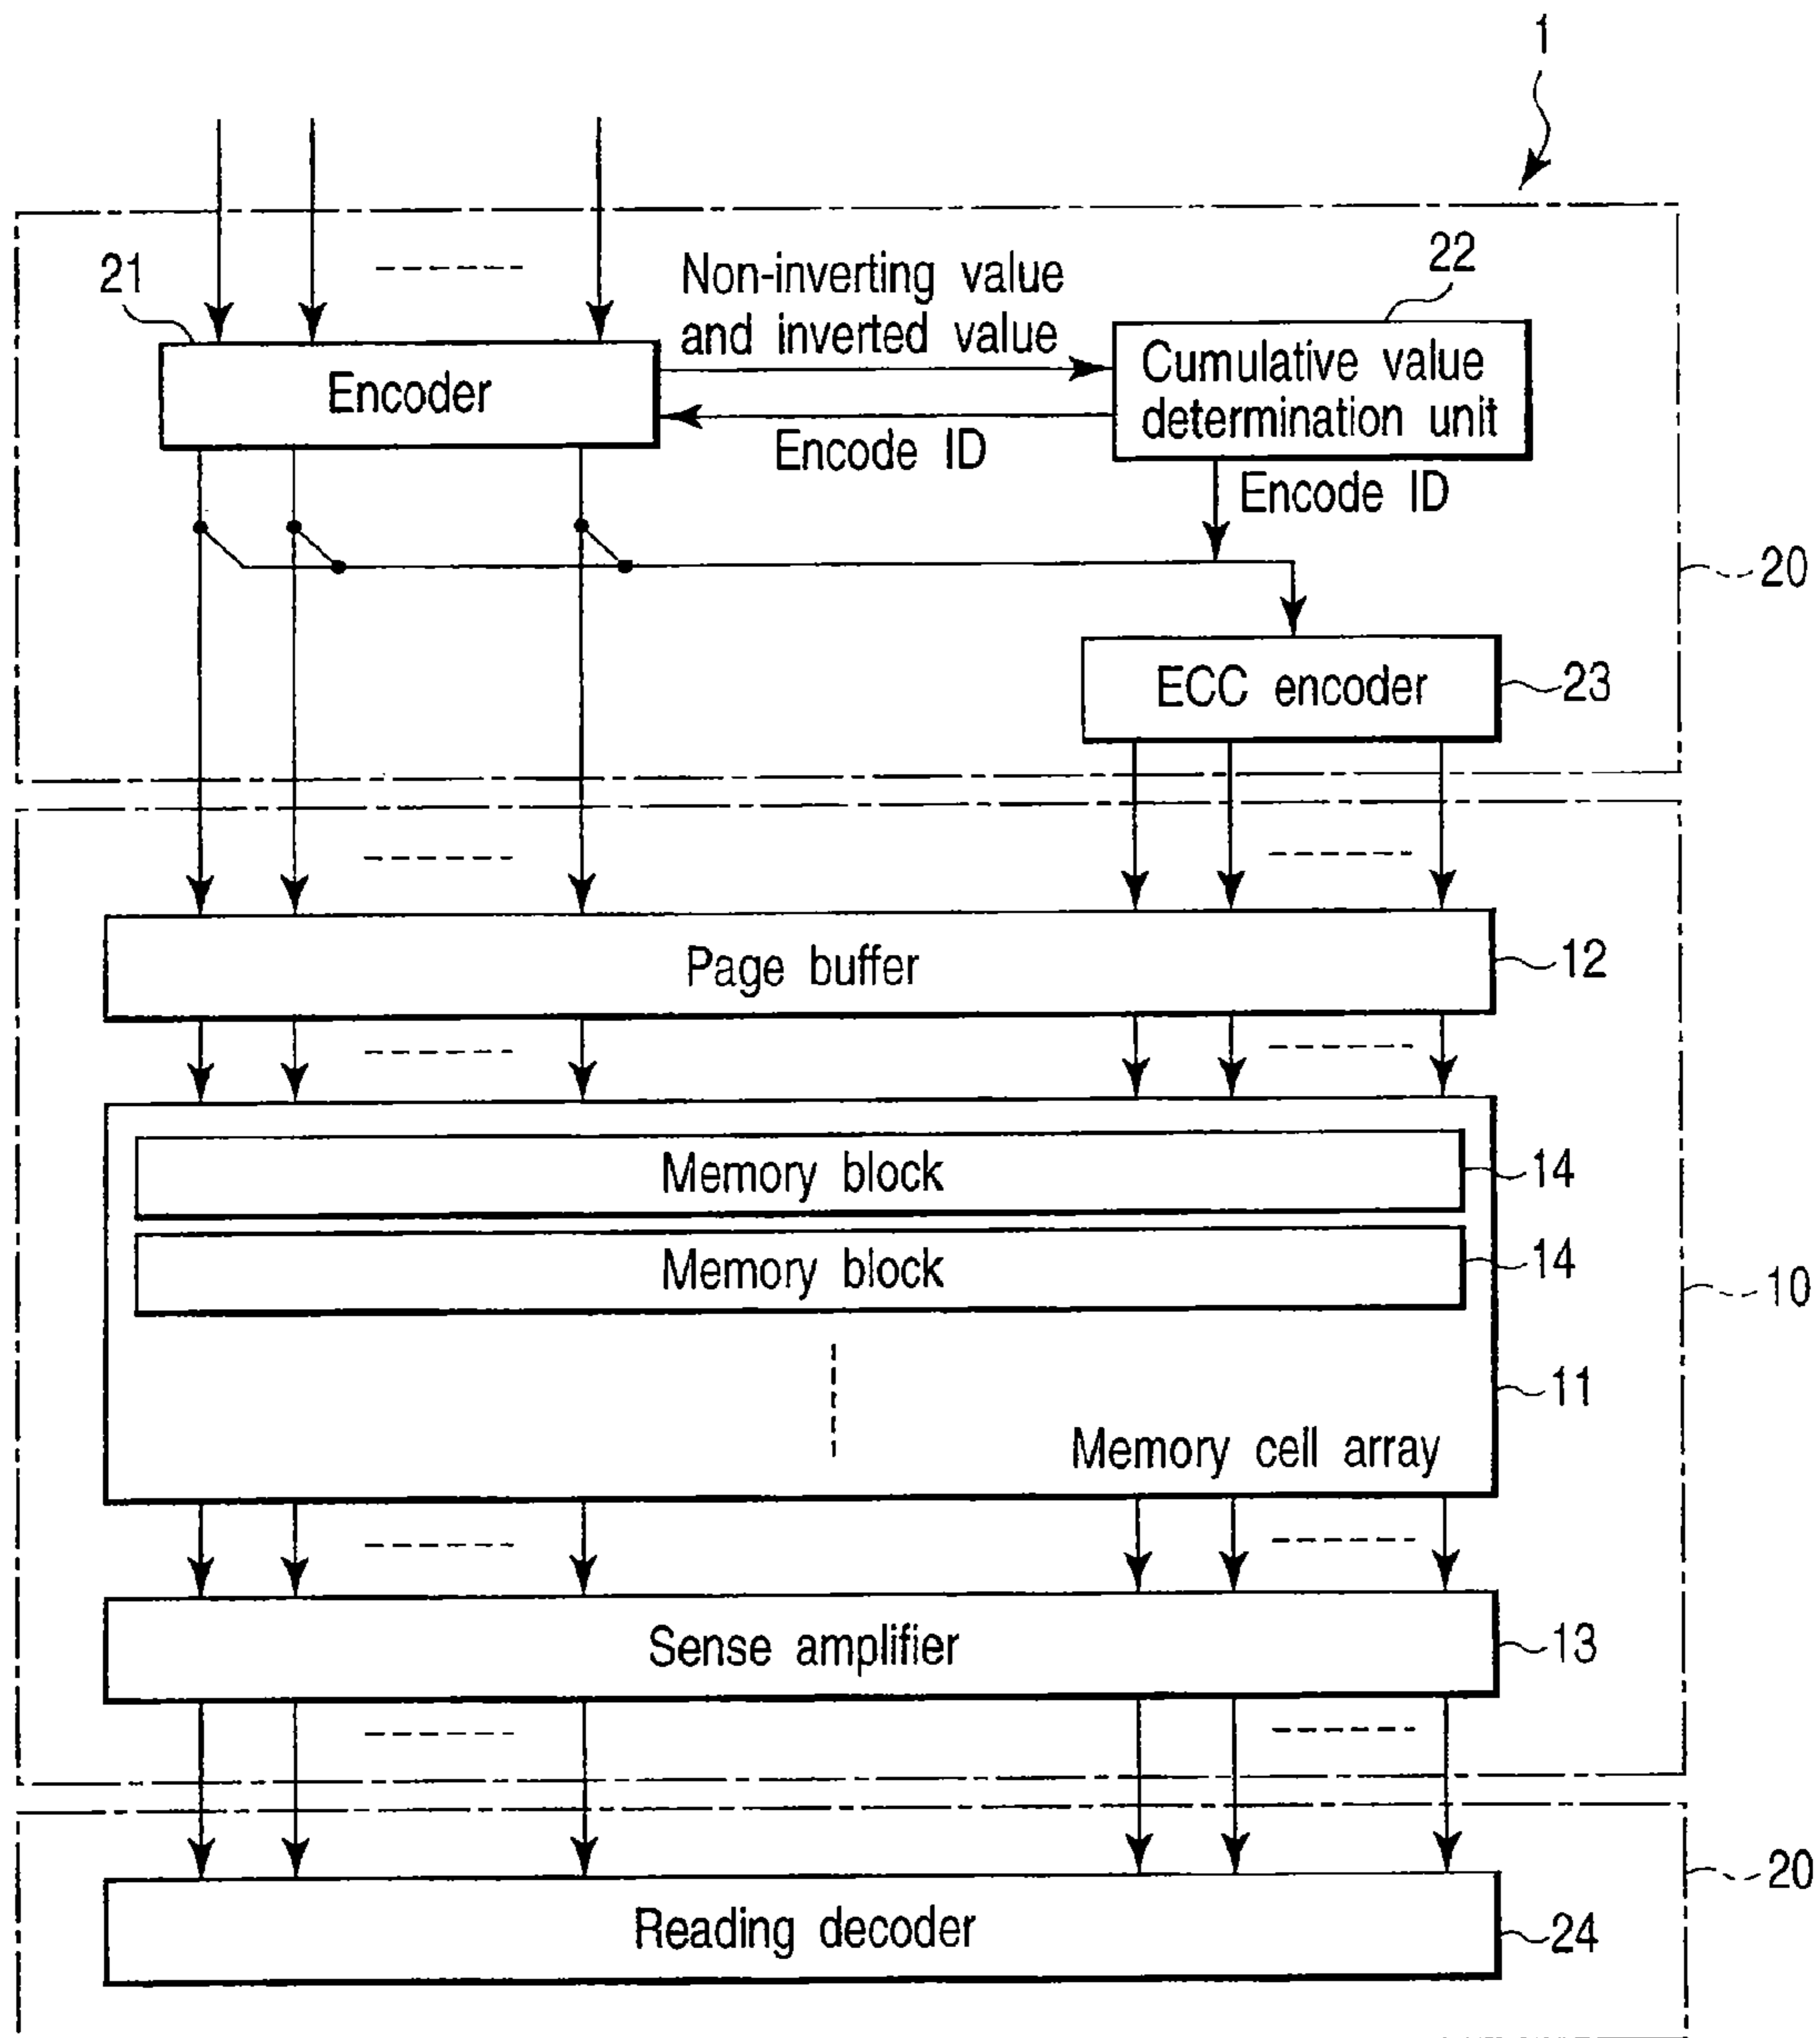 1
21
Non-inverting value
and inverted value
22
Encoder
Cumulative value
determination unit
Encode ID
Encode ID
20
ECC encoder
23
Page buffer
12
Memory block
14
Memory block
14
10
11
Memory cell array
Sense amplifier
13
20
Reading decoder
24